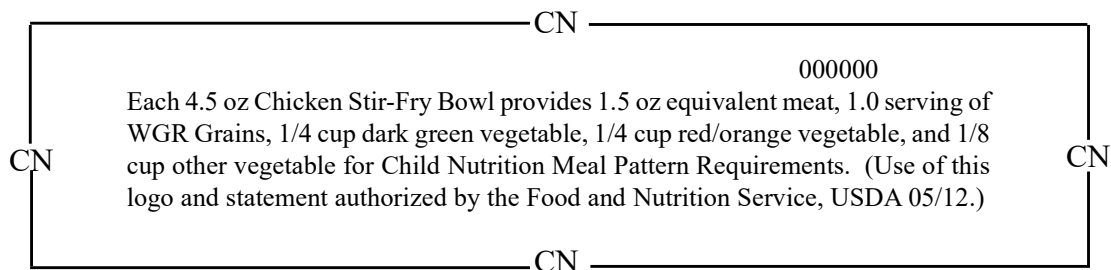 CN
000000
Each 4.5 oz Chicken Stir-Fry Bowl provides 1.5 oz equivalent meat, 1.0 serving of
WGR Grains, 1/4 cup dark green vegetable, 1/4 cup red/orange vegetable, and 1/8
CN
CN
cup other vegetable for Child Nutrition Meal Pattern Requirements. (Use of this
logo and statement authorized by the Food and Nutrition Service, USDA 05/12.)
CN